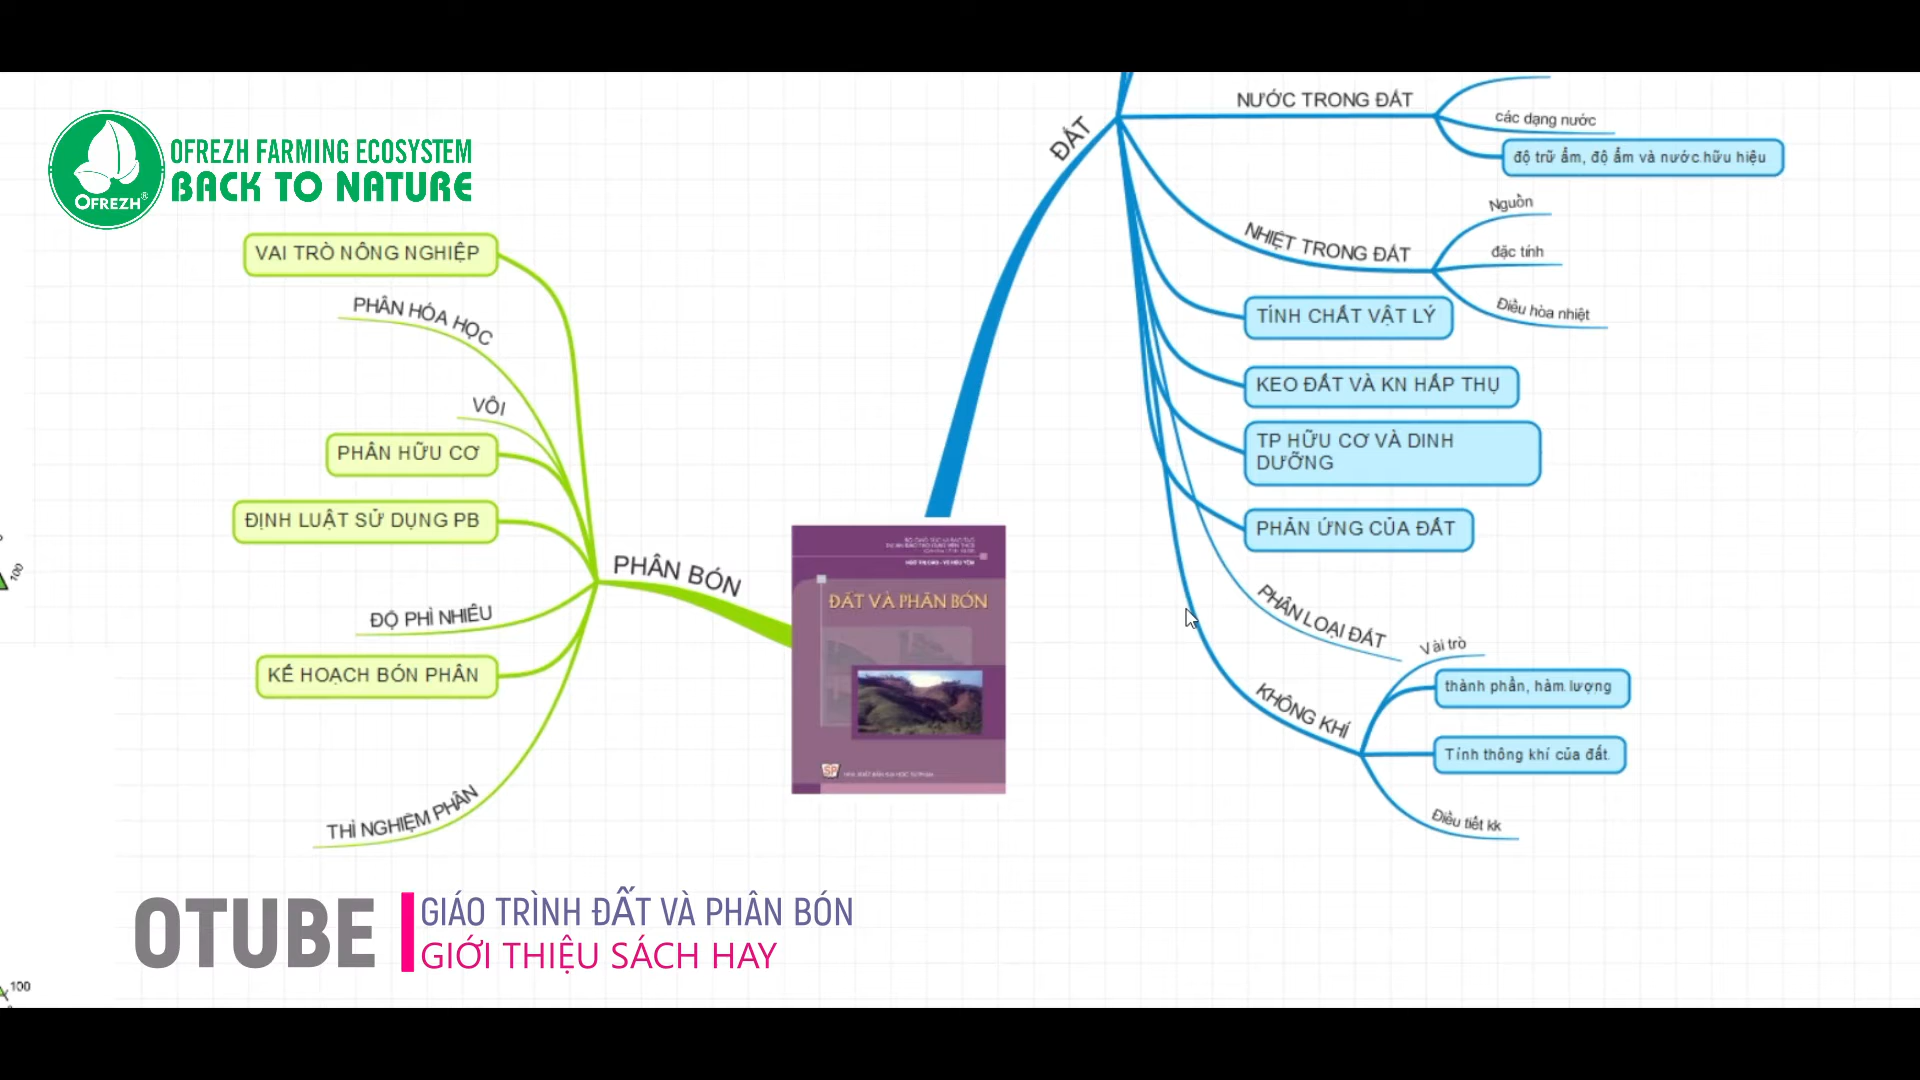 OFREZH FARMING ECOSYSTEM
BACK TO NATURE
OFREZH®
VAI TRÒ NÔNG NGHIỆP
PHÂN HÓA HỌC
VÔI
PHÂN HỮU CƠ
ĐỊNH LUẬT SỬ DỤNG PB
ĐỘ PHÌ NHIÊU
KẾ HOẠCH BÓN PHÂN
THÍ NGHIỆM PHÂN
PHÂN BÓN
ĐẤT VÀ PHÂN BÓN
ĐẤT
NƯỚC TRONG ĐẤT
các dạng nước
độ trữ ẩm, độ ẩm và nước hữu hiệu
NHIỆT TRONG ĐẤT
Nguồn
đặc tính
Điều hòa nhiệt
TÍNH CHẤT VẬT LÝ
KEO ĐẤT VÀ KN HẤP THỤ
TP HỮU CƠ VÀ DINH
DƯỠNG
PHẢN ỨNG CỦA ĐẤT
PHÂN LOẠI ĐẤT
KHÔNG KHÍ
Vài trò
thành phần, hàm lượng
Tính thông khí của đất.
Điều tiết kk
100
100
OTUBE
GIÁO TRÌNH ĐẤT VÀ PHÂN BÓN
GIỚI THIỆU SÁCH HAY